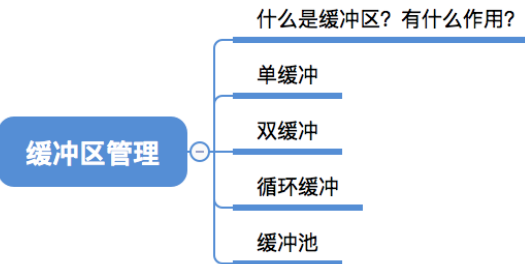 什么是缓冲区？有什么作用？
单缓冲
双缓冲
缓冲区管理
循环缓冲
缓冲池